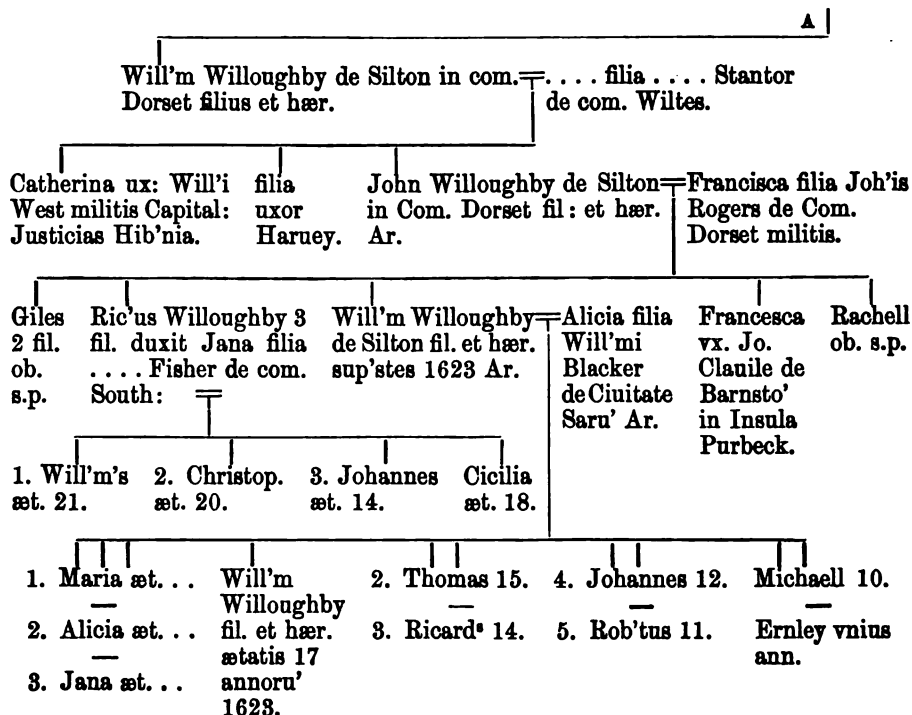 A
Will'm Willoughby de Silton in com. . . . . filia . . . . Stantor
Dorset filius et hær. de com. Wiltes.
Catherina ux: Will'i
West militis Capital:
Justicias Hib'nia.
filia
uxor
Haruey.
John Willoughby de Silton
in Com. Dorset fil: et hær.
Ar.
Francisca filia Joh'is
Rogers de Com.
Dorset militis.
Giles
2 fil.
ob.
s.p.
Ric'us Willoughby 3
fil. duxit Jana filia
. . . . Fisher de com.
South:
Will'm Willoughby
de Silton fil. et hær.
sup'stes 1623 Ar.
Alicia filia
Will'mi
Blacker
de Ciuitate
Saru' Ar.
Francesca
vx. Jo.
Clauile de
Barnsto'
in Insula
Purbeck.
Rachell
ob. s.p.
1. Will'm's
æt. 21.
2. Christop.
æt. 20.
3. Johannes
æt. 14.
Cicilia
æt. 18.
1. Maria æt. . .
2. Alicia æt. . .
3. Jana æt. . .
Will'm
Willoughby
fil. et hær.
ætatis 17
annoru'
1623.
2. Thomas 15.
3. Ricardˢ 14.
4. Johannes 12.
5. Rob'tus 11.
Michaell 10.
Ernley vnius
ann.